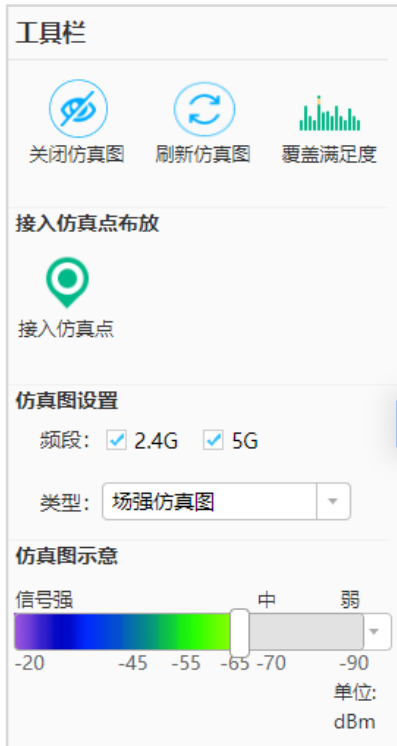 工具栏
关闭仿真图 刷新仿真图 覆盖满足度
接入仿真点布放
接入仿真点
仿真图设置
频段: 2.4G 5G
类型: 场强仿真图
仿真图示意
信号强 中 弱
-20 -45 -55 -65 -70 -90
单位:
dBm